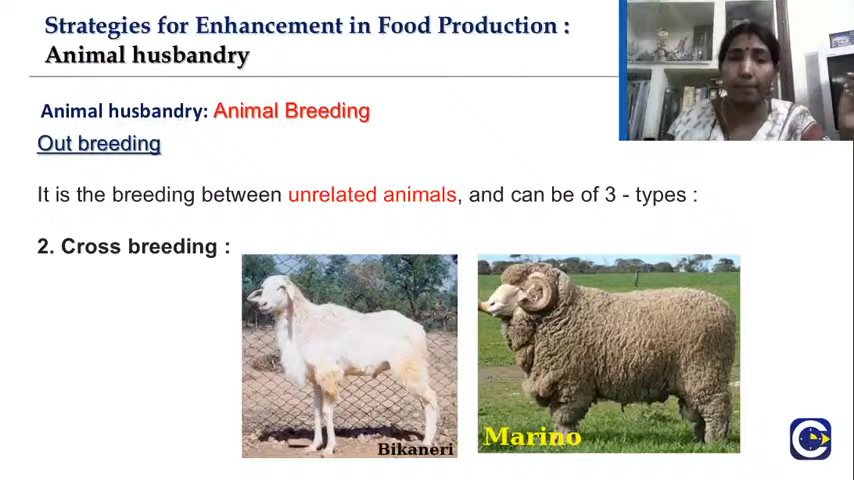 Strategies for Enhancement in Food Production :
Animal husbandry
Animal husbandry: Animal Breeding
Out breeding
It is the breeding between unrelated animals, and can be of 3 - types :
2. Cross breeding :
Bikaneri
Marino